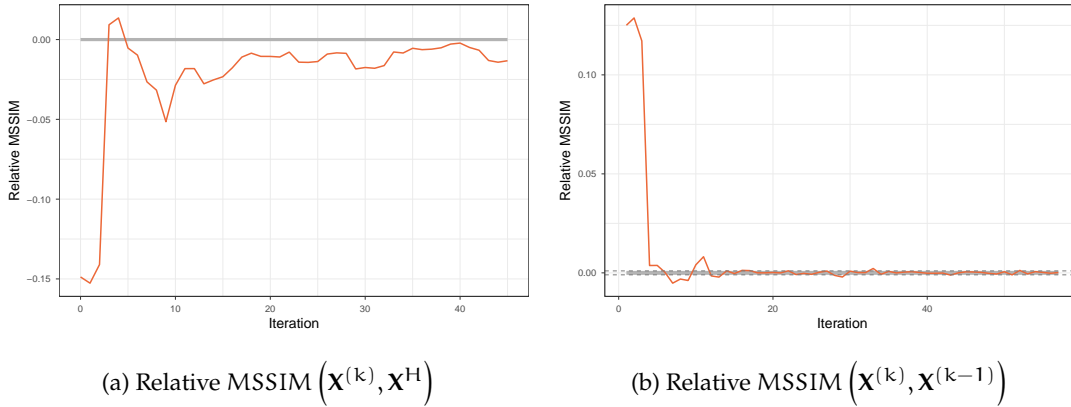 0.00
−0.05
−0.10
−0.15
Relative MSSIM
0
10
20
30
40
Iteration
(a) Relative MSSIM (X^(k), X^H)
0.10
0.05
0.00
Relative MSSIM
0
20
40
Iteration
(b) Relative MSSIM (X^(k), X^(k−1))